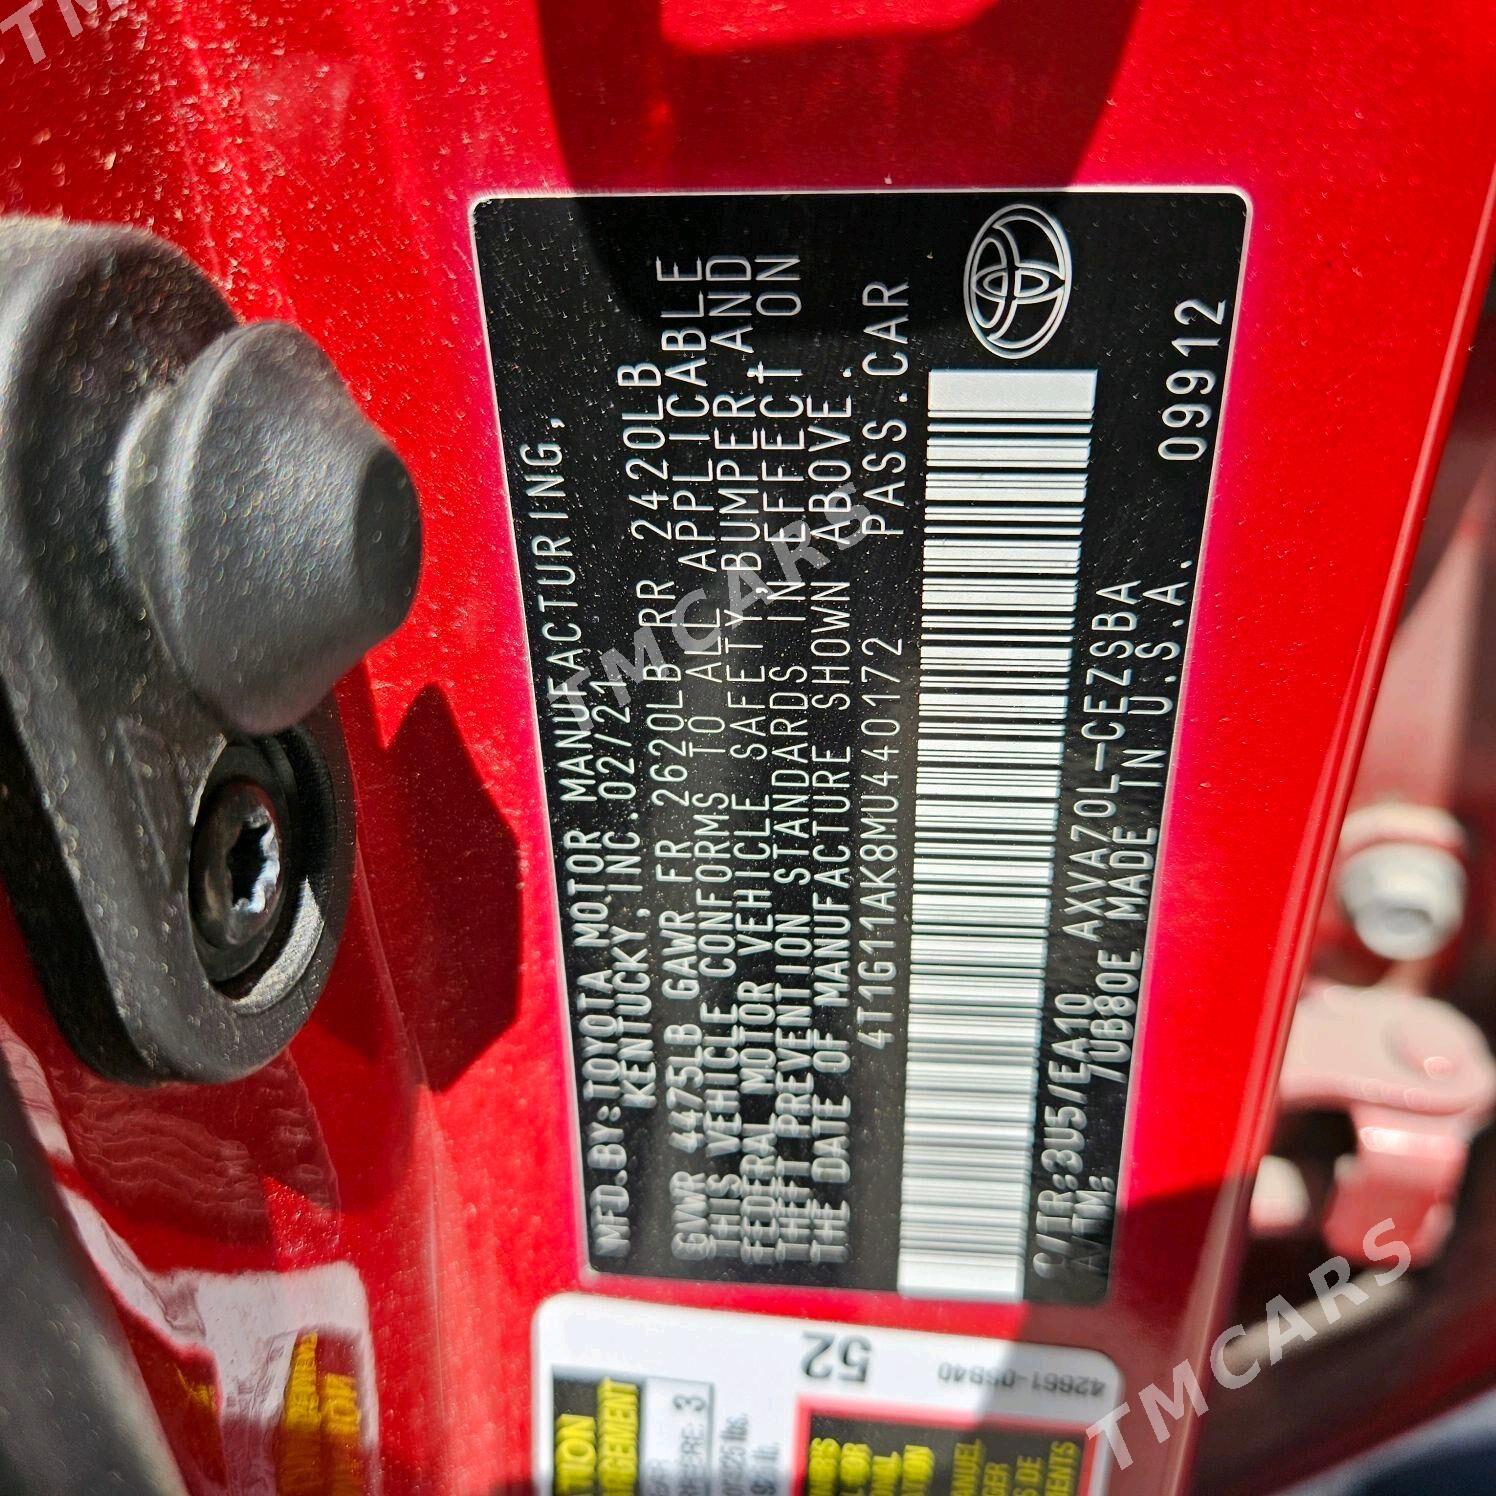 MFD.BY:TOYOTA MOTOR MANUFACTURING,
KENTUCKY,INC.02/21
GVWR 4475LB GAWR FR 2620LB RR 2420LB
THIS VEHICLE CONFORMS TO ALL APPLICABLE
FEDERAL MOTOR VEHICLE SAFETY,BUMPER,AND
THEFT PREVENTION STANDARDS IN EFFECT ON
THE DATE OF MANUFACTURE SHOWN ABOVE.
4T1G11AK8MU440172 PASS.CAR
C/TR:3U5/EA10 AXVA70L-CEZSBA
A/TM: /UB80E MADE IN U.S.A. 09912
52
42661-06B40
3
TMCARS
TMCARS